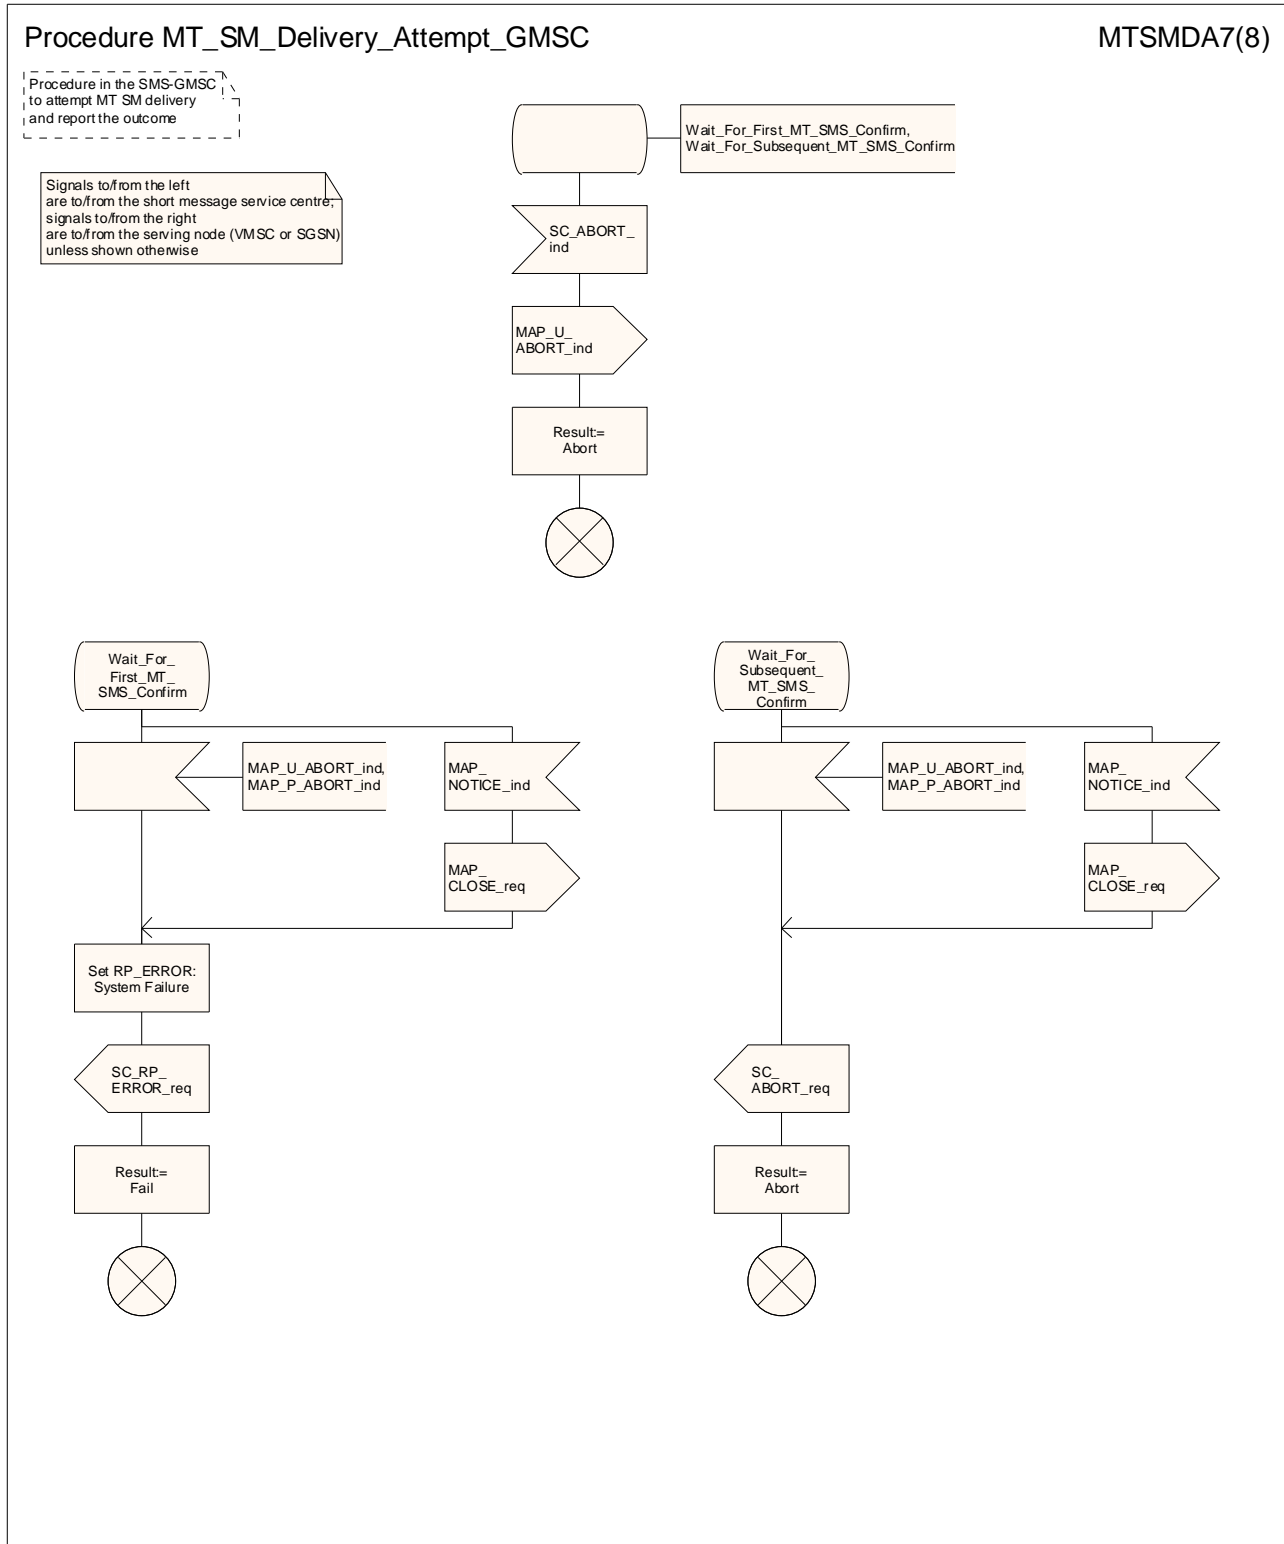 Procedure MT_SM_Delivery_Attempt_GMSC
MTSMDA7(8)
Procedure in the SMS-GMSC
to attempt MT SM delivery
and report the outcome
Signals to/from the left
are to/from the short message service centre;
signals to/from the right
are to/from the serving node (VMSC or SGSN)
unless shown otherwise
Wait_For_First_MT_SMS_Confirm,
Wait_For_Subsequent_MT_SMS_Confirm
SC_ABORT_
ind
MAP_U_
ABORT_ind
Result:=
Abort
Wait_For_
First_MT_
SMS_Confirm
MAP_U_ABORT_ind,
MAP_P_ABORT_ind
MAP_
NOTICE_ind
MAP_
CLOSE_req
Set RP_ERROR:
System Failure
SC_RP_
ERROR_req
Result:=
Fail
Wait_For_
Subsequent_
MT_SMS_
Confirm
MAP_U_ABORT_ind,
MAP_P_ABORT_ind
MAP_
NOTICE_ind
MAP_
CLOSE_req
SC_
ABORT_req
Result:=
Abort